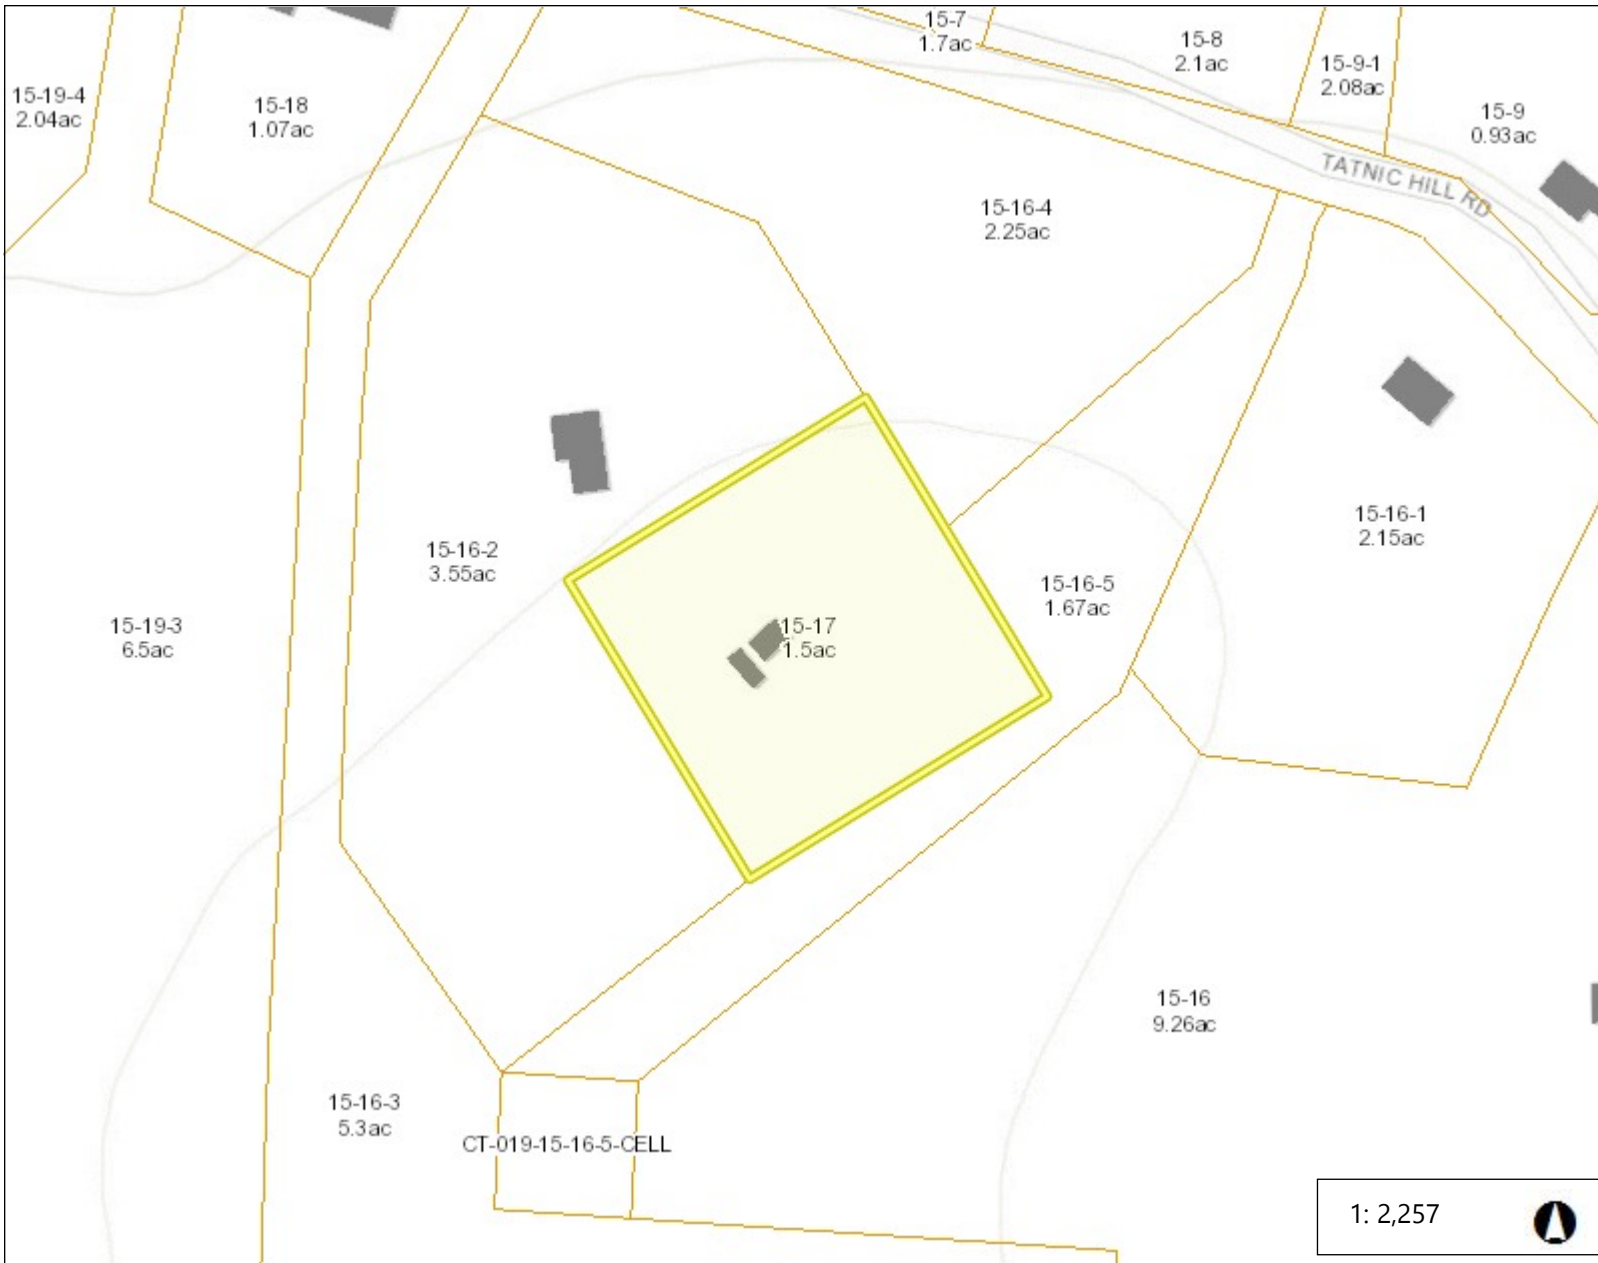 15-7
1.7ac
15-8
2.1ac
15-9-1
2.08ac
15-9
0.93ac
15-19-4
2.04ac
15-18
1.07ac
TATNIC HILL RD
15-16-4
2.25ac
15-16-1
2.15ac
15-16-2
3.55ac
15-16-5
1.67ac
15-19-3
6.5ac
15-17
1.5ac
15-16
9.26ac
15-16-3
5.3ac
CT-019-15-16-5-CELL
1: 2,257